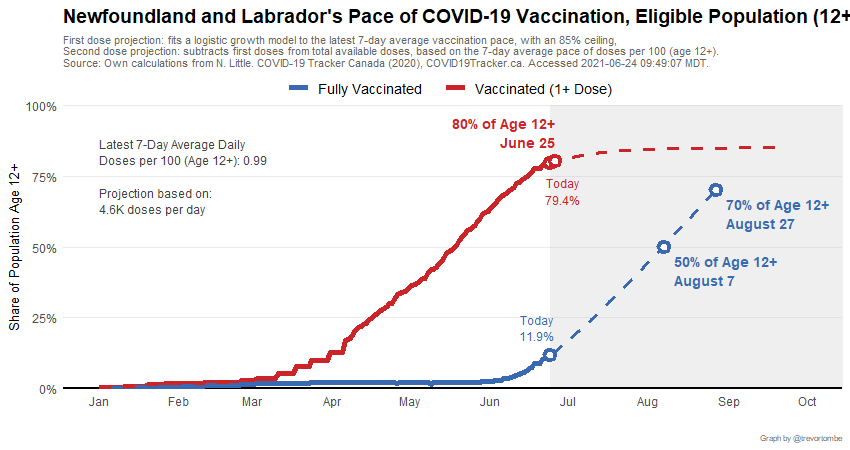 Newfoundland and Labrador's Pace of COVID-19 Vaccination, Eligible Population (12+
First dose projection: fits a logistic growth model to the latest 7-day average vaccination pace, with an 85% ceiling,
Second dose projection: subtracts first doses from total available doses, based on the 7-day average pace of doses per 100 (age 12+).
Source: Own calculations from N. Little. COVID-19 Tracker Canada (2020), COVID19Tracker.ca. Accessed 2021-06-24 09:49:07 MDT.
Fully Vaccinated Vaccinated (1+ Dose)
100%
75%
50%
25%
0%
Share of Population Age 12+
Latest 7-Day Average Daily
Doses per 100 (Age 12+): 0.99
Projection based on:
4.6K doses per day
80% of Age 12+
June 25
Today
79.4%
70% of Age 12+
August 27
50% of Age 12+
August 7
Today
11.9%
Jan Feb Mar Apr May Jun Jul Aug Sep Oct
Graph by @trevortombe